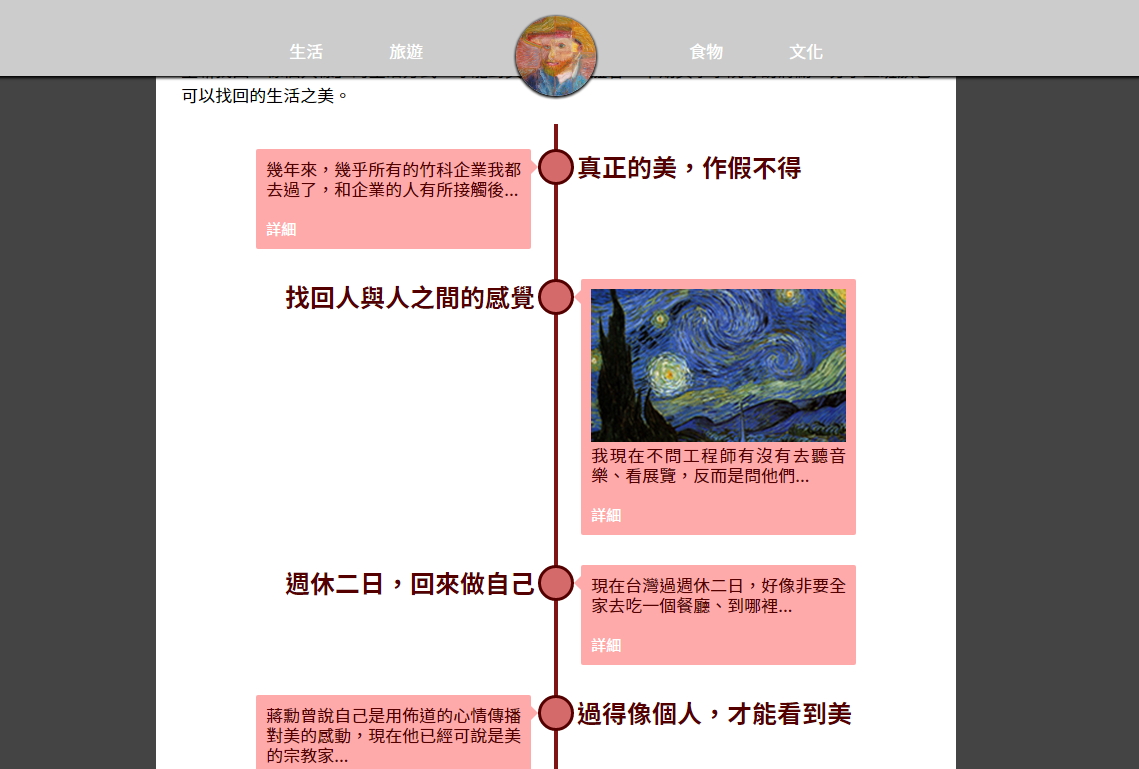 生活
旅遊
食物
文化
可以找回的生活之美。
幾年來，幾乎所有的竹科企業我都
去過了，和企業的人有所接觸後...
詳細
真正的美，作假不得
找回人與人之間的感覺
我現在不問工程師有沒有去聽音
樂、看展覽，反而是問他們...
詳細
週休二日，回來做自己
現在台灣過週休二日，好像非要全
家去吃一個餐廳、到哪裡...
詳細
蔣勳曾說自己是用佈道的心情傳播
對美的感動，現在他已經可說是美
的宗教家...
過得像個人，才能看到美